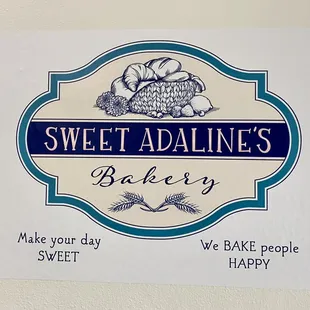 SWEET ADALINE'S
Bakery
Make your day
SWEET
We BAKE people
HAPPY